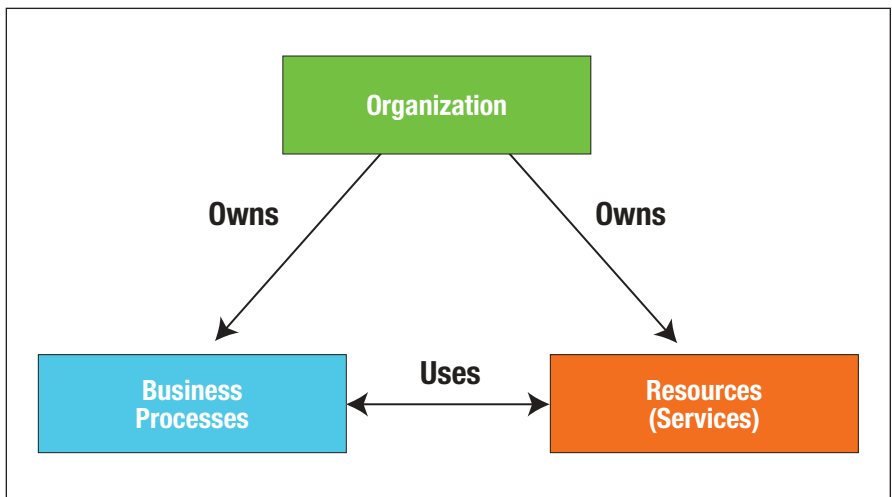 Organization
Owns
Owns
Uses
Business
Processes
Resources
(Services)